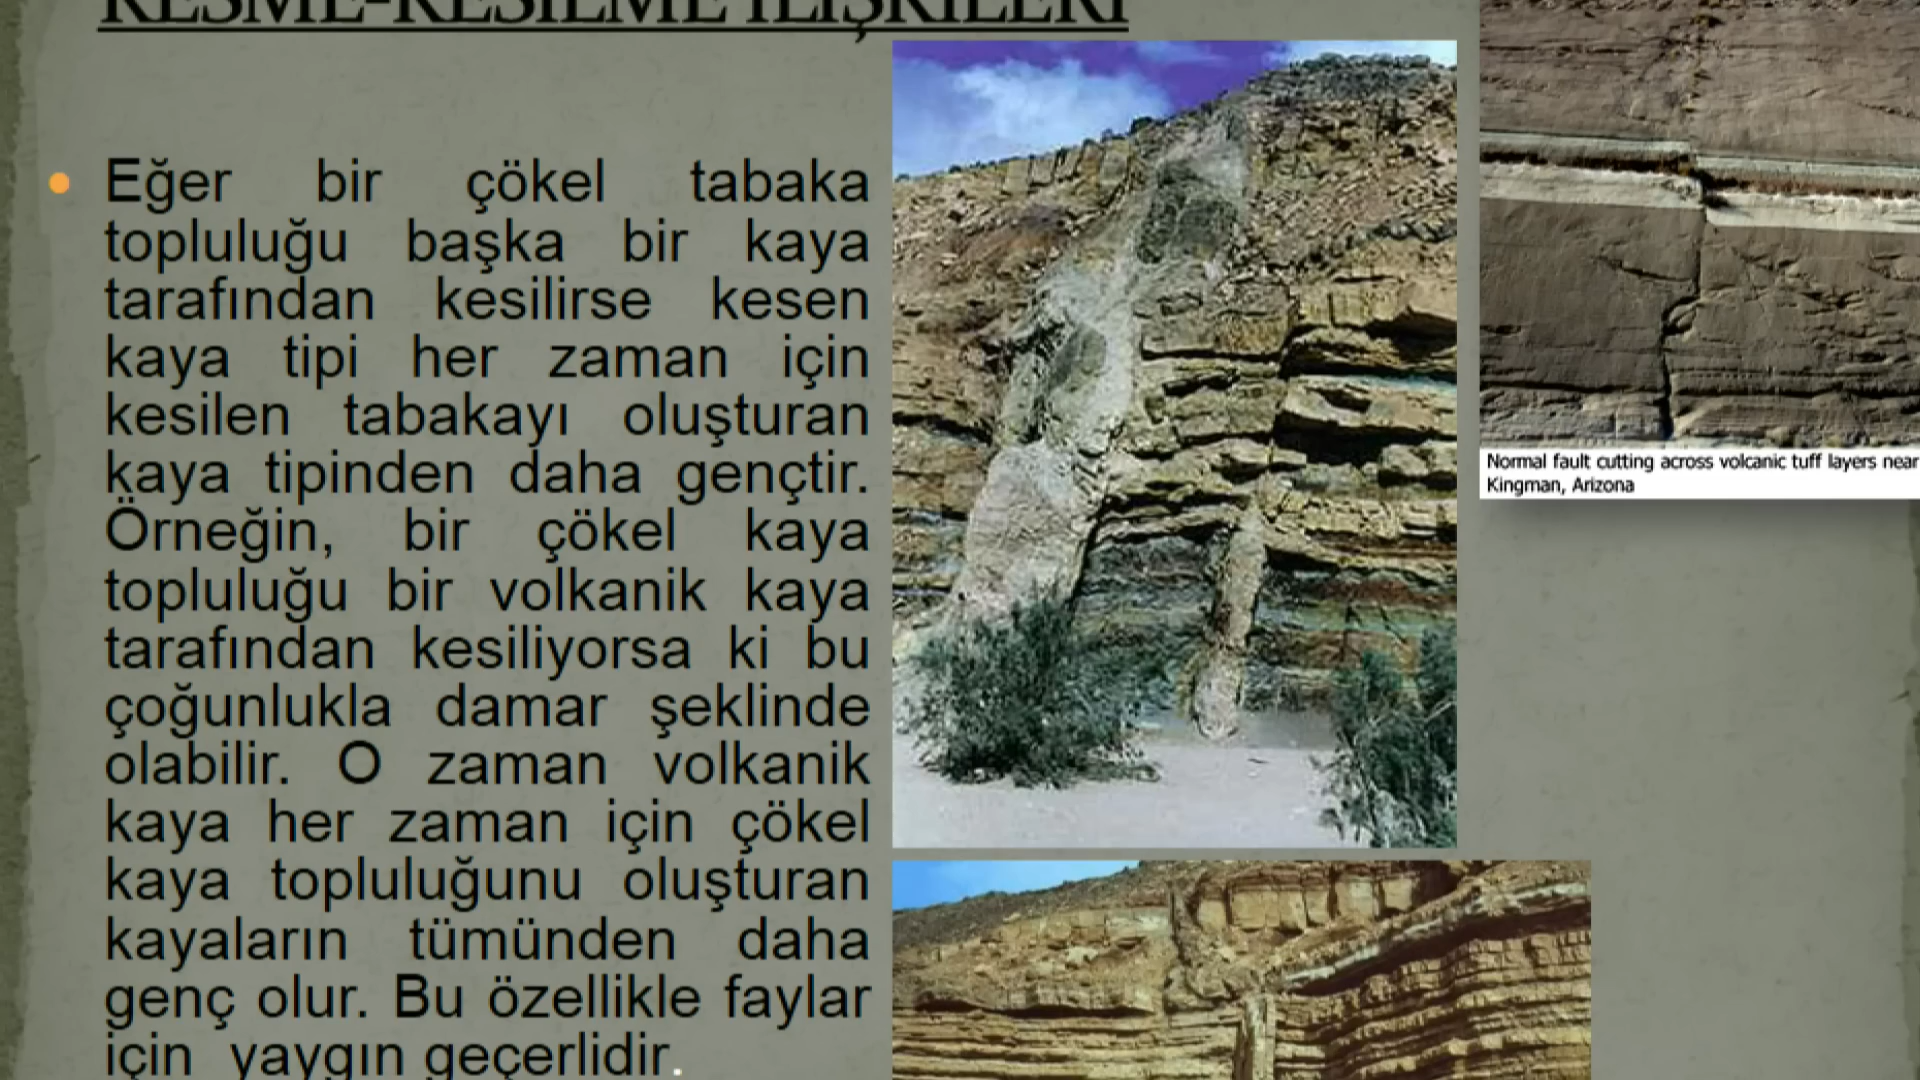 KESME-KESİLME İLİŞKİLERİ
Eğer bir çökel tabaka
topluluğu başka bir kaya
tarafından kesilirse kesen
kaya tipi her zaman için
kesilen tabakayı oluşturan
kaya tipinden daha gençtir.
Örneğin, bir çökel kaya
topluluğu bir volkanik kaya
tarafından kesiliyorsa ki bu
çoğunlukla damar şeklinde
olabilir. O zaman volkanik
kaya her zaman için çökel
kaya topluluğunu oluşturan
kayaların tümünden daha
genç olur. Bu özellikle faylar
için yaygın geçerlidir.
Normal fault cutting across volcanic tuff layers near
Kingman, Arizona